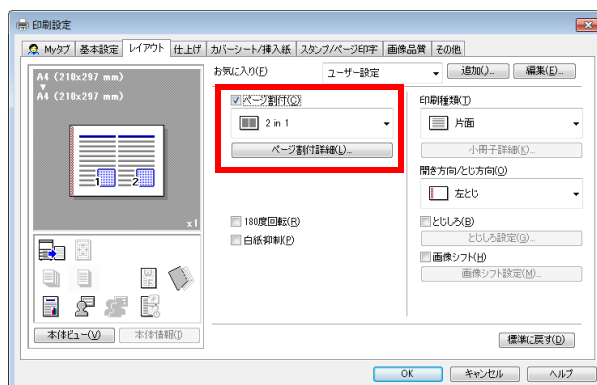 印刷設定
Myタブ 基本設定 レイアウト 仕上げ カバーシート/挿入紙 スタンプ/ページ印字 画像品質 その他
A4 (210x297 mm)
A4 (210x297 mm)
1 2
x1
本体ビュー(V) 本体情報(I)
お気に入り(F) ユーザー設定 追加(J)... 編集(E)...
ページ割付(C)
2 in 1
ページ割付詳細(L)...
180度回転(R)
白紙抑制(P)
印刷種類(T)
片面
小冊子詳細(K)...
開き方向/とじ方向(O)
左とじ
とじしろ(B)
とじしろ設定(G)...
画像シフト(H)
画像シフト設定(M)...
標準に戻す(D)
OK キャンセル ヘルプ